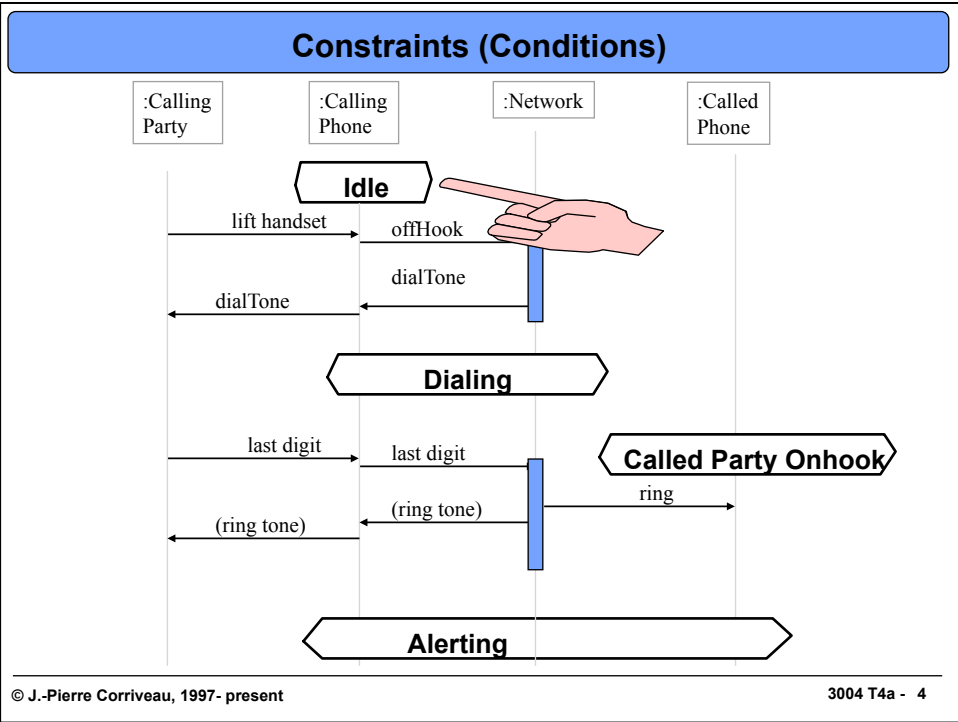 Constraints (Conditions)
:Calling
Party
:Calling
Phone
:Network
:Called
Phone
Idle
lift handset
offHook
dialTone
dialTone
Dialing
last digit
last digit
Called Party Onhook
ring
(ring tone)
(ring tone)
Alerting
© J.-Pierre Corriveau, 1997- present
3004 T4a - 4